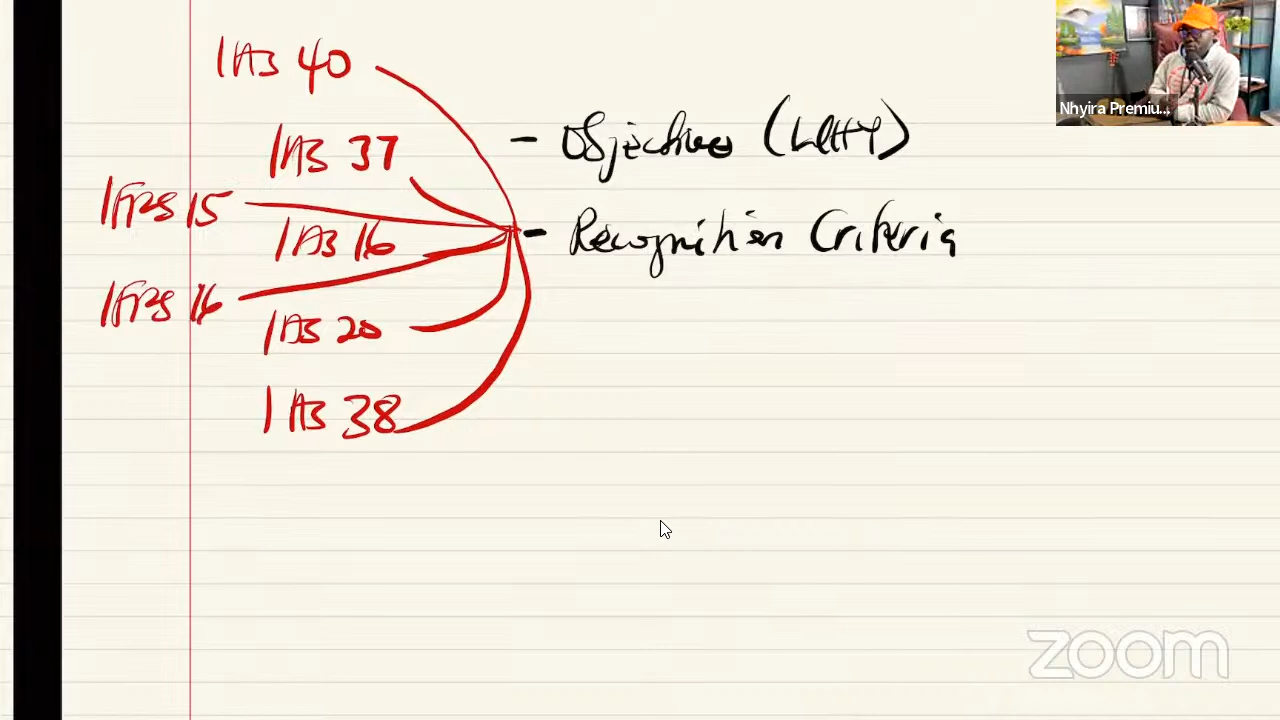 IAS 40
Nhyira Premiu...
- Objectives (WHY)
IAS 37
IFRS 15
- Recognition Criteria
IAS 16
IFRS 16
IAS 20
IAS 38
zoom